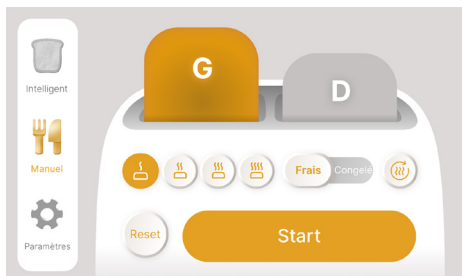 Intelligent
Manuel
Paramètres
G
D
Frais
Congelé
Reset
Start